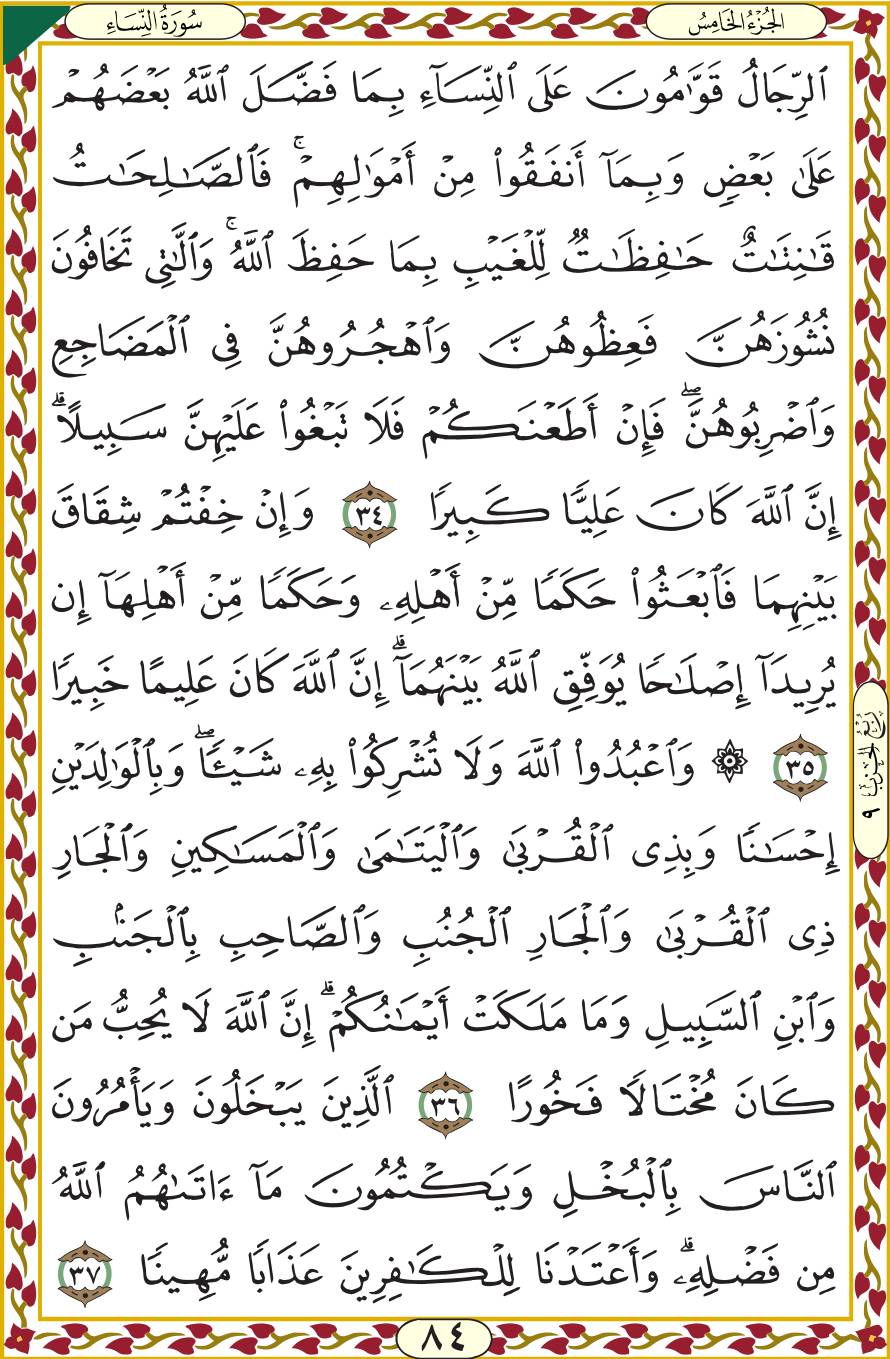 الجُزْءُ الخَامِسُ
سُورَةُ النِّسَاءِ
ٱلرِّجَالُ قَوَّٰمُونَ عَلَى ٱلنِّسَآءِ بِمَا فَضَّلَ ٱللَّهُ بَعْضَهُمْ
عَلَىٰ بَعْضٍ وَبِمَآ أَنفَقُوا۟ مِنْ أَمْوَٰلِهِمْ ۚ فَٱلصَّـٰلِحَـٰتُ
قَـٰنِتَـٰتٌ حَـٰفِظَـٰتٌ لِّلْغَيْبِ بِمَا حَفِظَ ٱللَّهُ ۚ وَٱلَّـٰتِى تَخَافُونَ
نُشُوزَهُنَّ فَعِظُوهُنَّ وَٱهْجُرُوهُنَّ فِى ٱلْمَضَاجِعِ
وَٱضْرِبُوهُنَّ ۖ فَإِنْ أَطَعْنَكُمْ فَلَا تَبْغُوا۟ عَلَيْهِنَّ سَبِيلًا ۗ
إِنَّ ٱللَّهَ كَانَ عَلِيًّا كَبِيرًا ٣٤ وَإِنْ خِفْتُمْ شِقَاقَ
بَيْنِهِمَا فَٱبْعَثُوا۟ حَكَمًا مِّنْ أَهْلِهِۦ وَحَكَمًا مِّنْ أَهْلِهَآ إِن
يُرِيدَآ إِصْلَـٰحًا يُوَفِّقِ ٱللَّهُ بَيْنَهُمَآ ۗ إِنَّ ٱللَّهَ كَانَ عَلِيمًا خَبِيرًا
٣٥ ۞ وَٱعْبُدُوا۟ ٱللَّهَ وَلَا تُشْرِكُوا۟ بِهِۦ شَيْـًٔا ۖ وَبِٱلْوَٰلِدَيْنِ
إِحْسَـٰنًا وَبِذِى ٱلْقُرْبَىٰ وَٱلْيَتَـٰمَىٰ وَٱلْمَسَـٰكِينِ وَٱلْجَارِ
ذِى ٱلْقُرْبَىٰ وَٱلْجَارِ ٱلْجُنُبِ وَٱلصَّاحِبِ بِٱلْجَنۢبِ
وَٱبْنِ ٱلسَّبِيلِ وَمَا مَلَكَتْ أَيْمَـٰنُكُمْ ۗ إِنَّ ٱللَّهَ لَا يُحِبُّ مَن
كَانَ مُخْتَالًا فَخُورًا ٣٦ ٱلَّذِينَ يَبْخَلُونَ وَيَأْمُرُونَ
ٱلنَّاسَ بِٱلْبُخْلِ وَيَكْتُمُونَ مَآ ءَاتَىٰهُمُ ٱللَّهُ
مِن فَضْلِهِۦ ۗ وَأَعْتَدْنَا لِلْكَـٰفِرِينَ عَذَابًا مُّهِينًا ٣٧
رُبْعُ الحِزْبِ ٩
٨٤